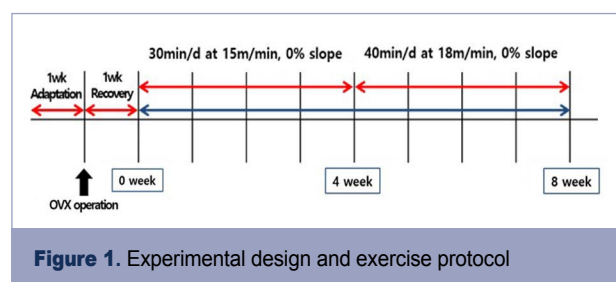 30min/d at 15m/min, 0% slope
40min/d at 18m/min, 0% slope
1wk
Adaptation
1wk
Recovery
0 week
4 week
8 week
OVX operation
Figure 1. Experimental design and exercise protocol